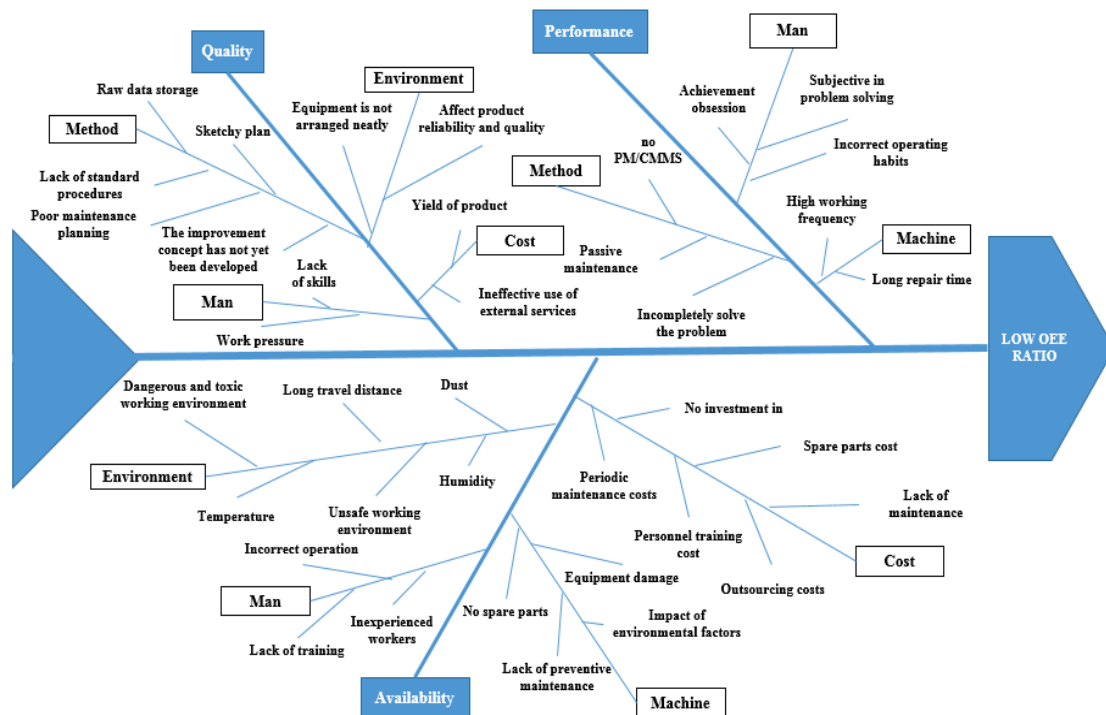 Quality
Raw data storage
Method
Sketchy plan
Lack of standard
procedures
Poor maintenance
planning
The improvement
concept has not yet
been developed
Environment
Equipment is not
arranged neatly
Affect product
reliability and quality
Yield of product
Cost
Ineffective use of
external services
Lack
of skills
Man
Work pressure
Performance
Man
Achievement
obsession
Subjective in
problem solving
Incorrect operating
habits
no
PM/CMMS
Method
Passive
maintenance
Incompletely solve
the problem
High working
frequency
Machine
Long repair time
LOW OEE
RATIO
Dangerous and toxic
working environment
Long travel distance
Dust
Environment
Temperature
Unsafe working
environment
Humidity
Incorrect operation
Man
Lack of training
Inexperienced
workers
No investment in
Spare parts cost
Lack of
maintenance
Periodic
maintenance costs
Personnel training
cost
Outsourcing costs
Cost
No spare parts
Equipment damage
Impact of
environmental factors
Lack of preventive
maintenance
Machine
Availability